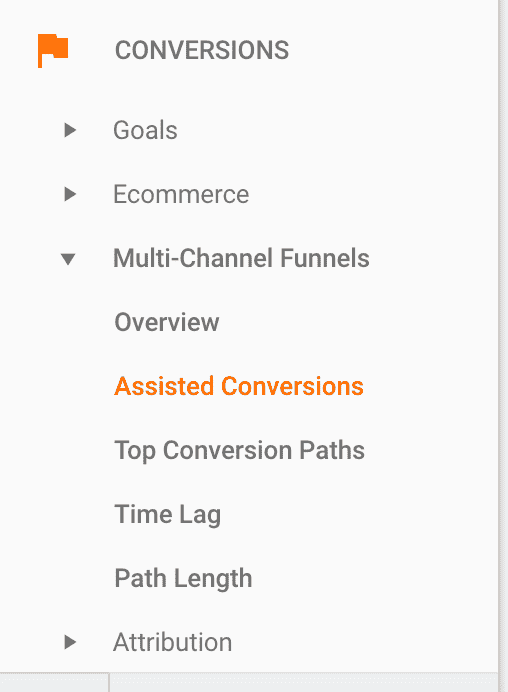 CONVERSIONS
Goals
Ecommerce
Multi-Channel Funnels
Overview
Assisted Conversions
Top Conversion Paths
Time Lag
Path Length
Attribution